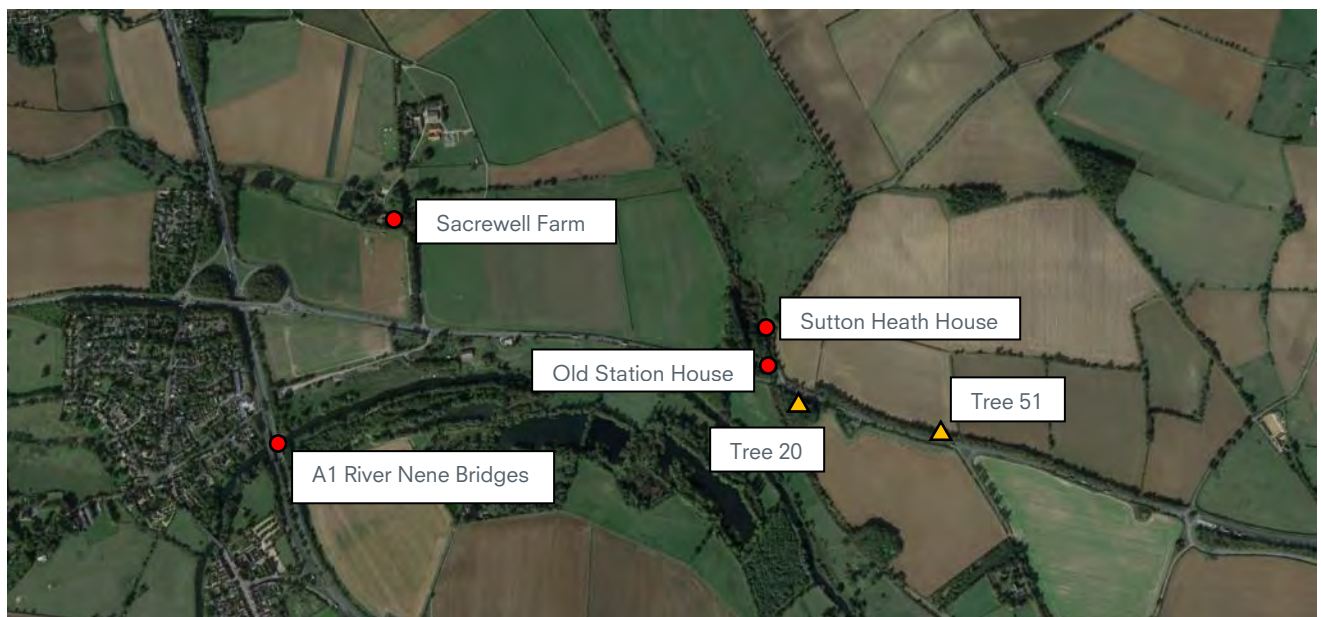 Sacrewell Farm
Sutton Heath House
Old Station House
Tree 51
Tree 20
A1 River Nene Bridges